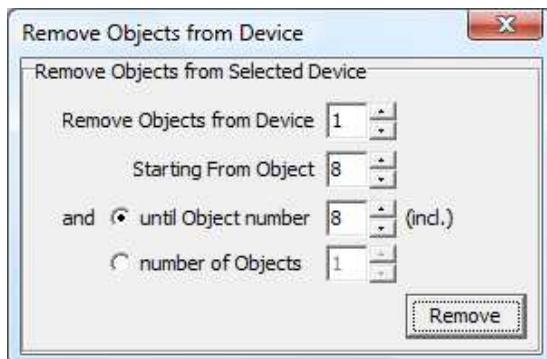 Remove Objects from Device
Remove Objects from Selected Device
Remove Objects from Device 1
Starting From Object 8
and until Object number 8 (incl.)
number of Objects 1
Remove